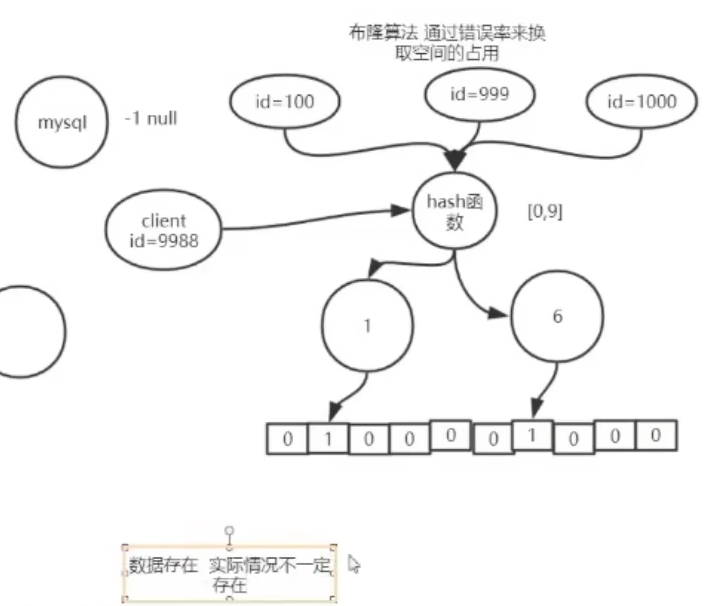 布隆算法 通过错误率来换
取空间的占用
id=100
id=999
id=1000
mysql
-1 null
hash函
数
[0,9]
client
id=9988
1
6
0 1 0 0 0 0 1 0 0 0
数据存在 实际情况不一定
存在